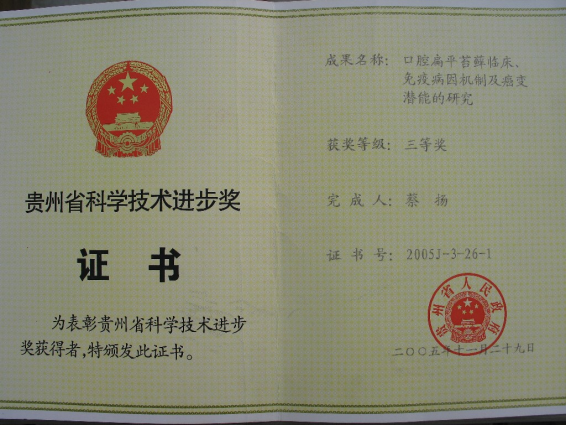 贵州省科学技术进步奖
证 书
为表彰贵州省科学技术进步
奖获得者,特颁发此证书。
成果名称: 口腔扁平苔藓临床、
免疫病因机制及癌变
潜能的研究
获奖等级: 三等奖
完 成 人: 蔡 扬
证 书 号: 2005J-3-26-1
贵州省人民政府
二〇〇五年十一月二十九日